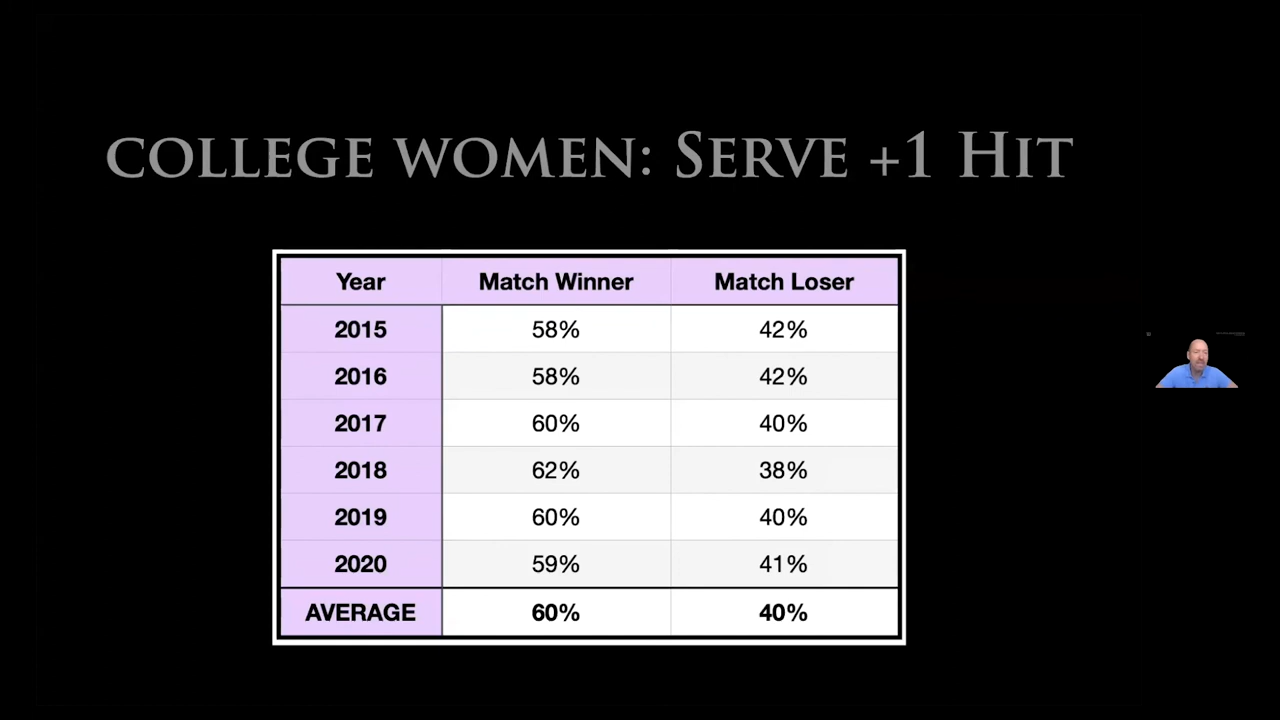 COLLEGE WOMEN: SERVE +1 HIT
Year Match Winner Match Loser
2015 58% 42%
2016 58% 42%
2017 60% 40%
2018 62% 38%
2019 60% 40%
2020 59% 41%
AVERAGE 60% 40%